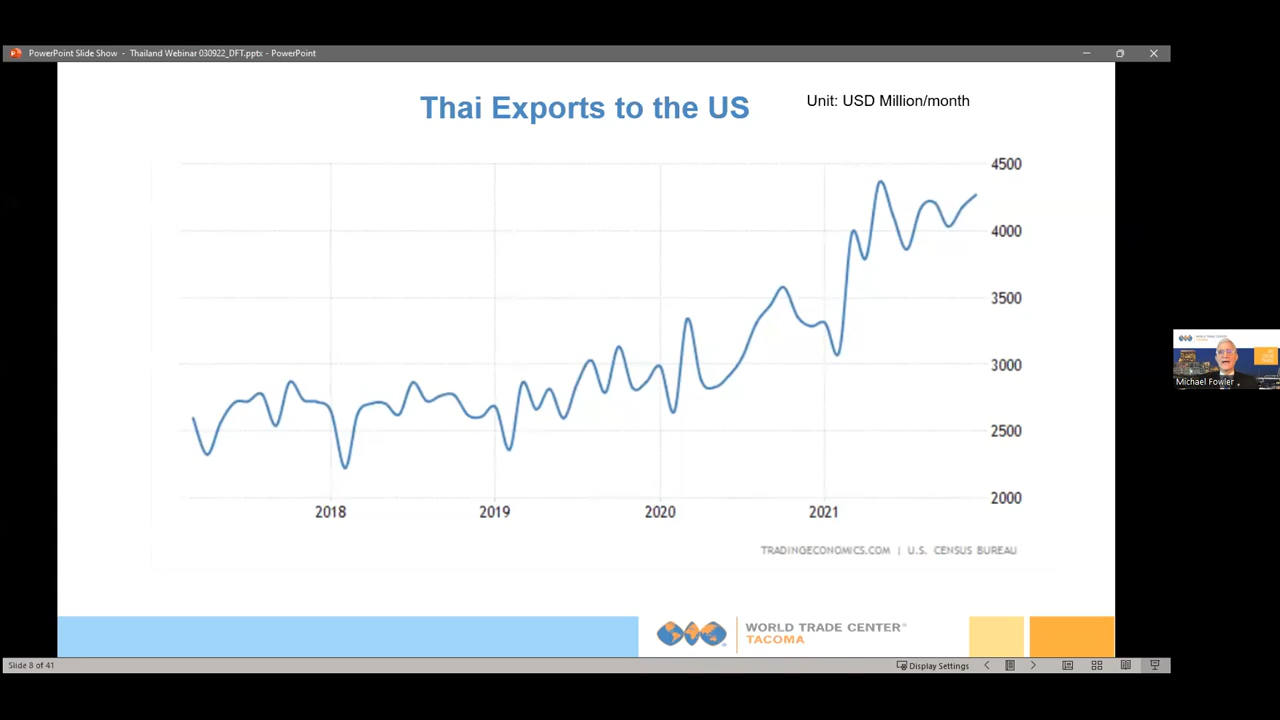 PowerPoint Slide Show - Thailand Webinar 030922_DFT.pptx - PowerPoint
Thai Exports to the US
Unit: USD Million/month
4500
4000
3500
3000
2500
2000
2018 2019 2020 2021
TRADINGECONOMICS.COM | U.S. CENSUS BUREAU
WORLD TRADE CENTER®
TACOMA
Michael Fowler
Slide 8 of 41
Display Settings